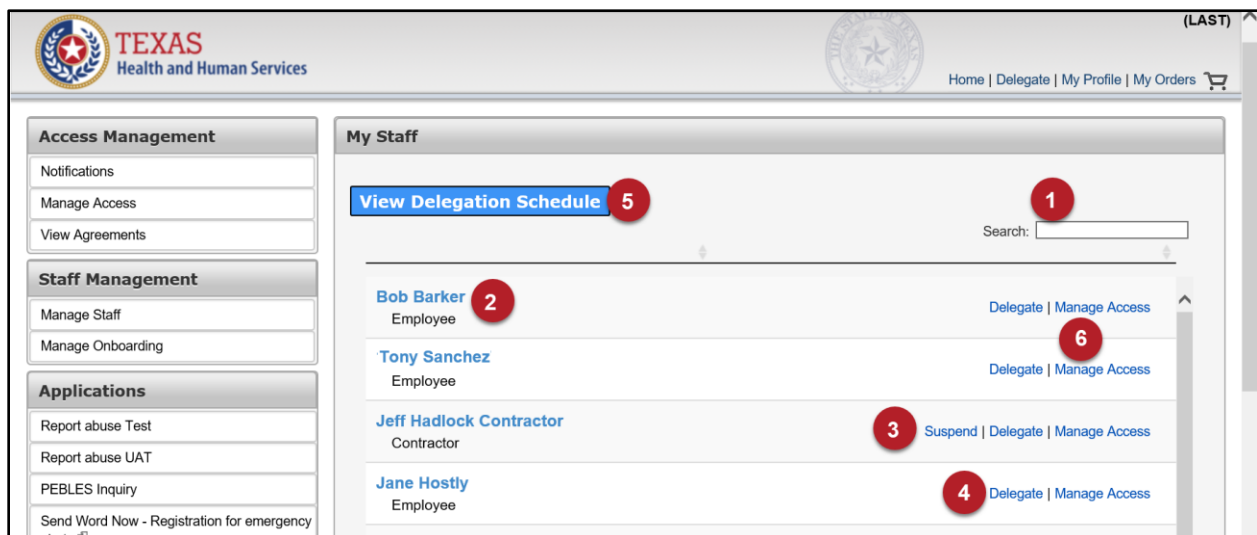 (LAST)
TEXAS
Health and Human Services
Home | Delegate | My Profile | My Orders
Access Management
Notifications
Manage Access
View Agreements
Staff Management
Manage Staff
Manage Onboarding
Applications
Report abuse Test
Report abuse UAT
PEBLES Inquiry
Send Word Now - Registration for emergency
My Staff
View Delegation Schedule 5
1
Search:
Bob Barker 2
Employee
Delegate | Manage Access
6
Tony Sanchez
Employee
Delegate | Manage Access
Jeff Hadlock Contractor
Contractor
3 Suspend | Delegate | Manage Access
Jane Hostly
Employee
4 Delegate | Manage Access